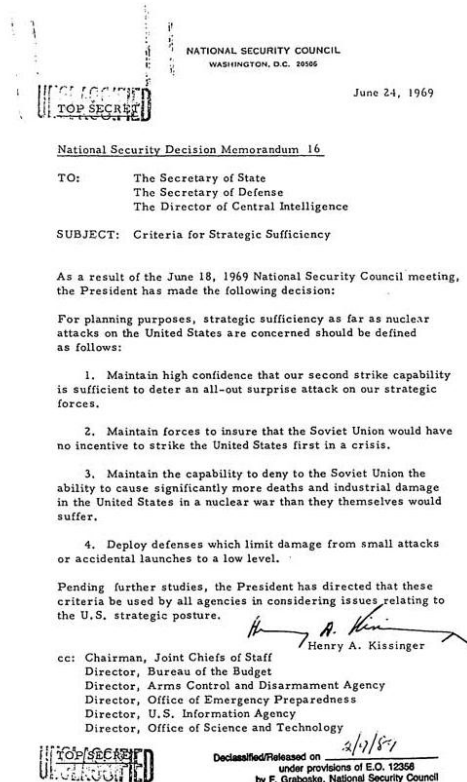 NATIONAL SECURITY COUNCIL
WASHINGTON, D.C. 20506
June 24, 1969
UNCLASSIFIED
TOP SECRET
National Security Decision Memorandum 16
TO: The Secretary of State
The Secretary of Defense
The Director of Central Intelligence
SUBJECT: Criteria for Strategic Sufficiency
As a result of the June 18, 1969 National Security Council meeting,
the President has made the following decision:
For planning purposes, strategic sufficiency as far as nuclear
attacks on the United States are concerned should be defined
as follows:
1. Maintain high confidence that our second strike capability
is sufficient to deter an all-out surprise attack on our strategic
forces.
2. Maintain forces to insure that the Soviet Union would have
no incentive to strike the United States first in a crisis.
3. Maintain the capability to deny to the Soviet Union the
ability to cause significantly more deaths and industrial damage
in the United States in a nuclear war than they themselves would
suffer.
4. Deploy defenses which limit damage from small attacks
or accidental launches to a low level.
Pending further studies, the President has directed that these
criteria be used by all agencies in considering issues relating to
the U.S. strategic posture.
Henry A. Kissinger
cc: Chairman, Joint Chiefs of Staff
Director, Bureau of the Budget
Director, Arms Control and Disarmament Agency
Director, Office of Emergency Preparedness
Director, U.S. Information Agency
Director, Office of Science and Technology
TOP SECRET
UNCLASSIFIED
Declassified/Released on 2/9/89
under provisions of E.O. 12356
by F. Graboske, National Security Council